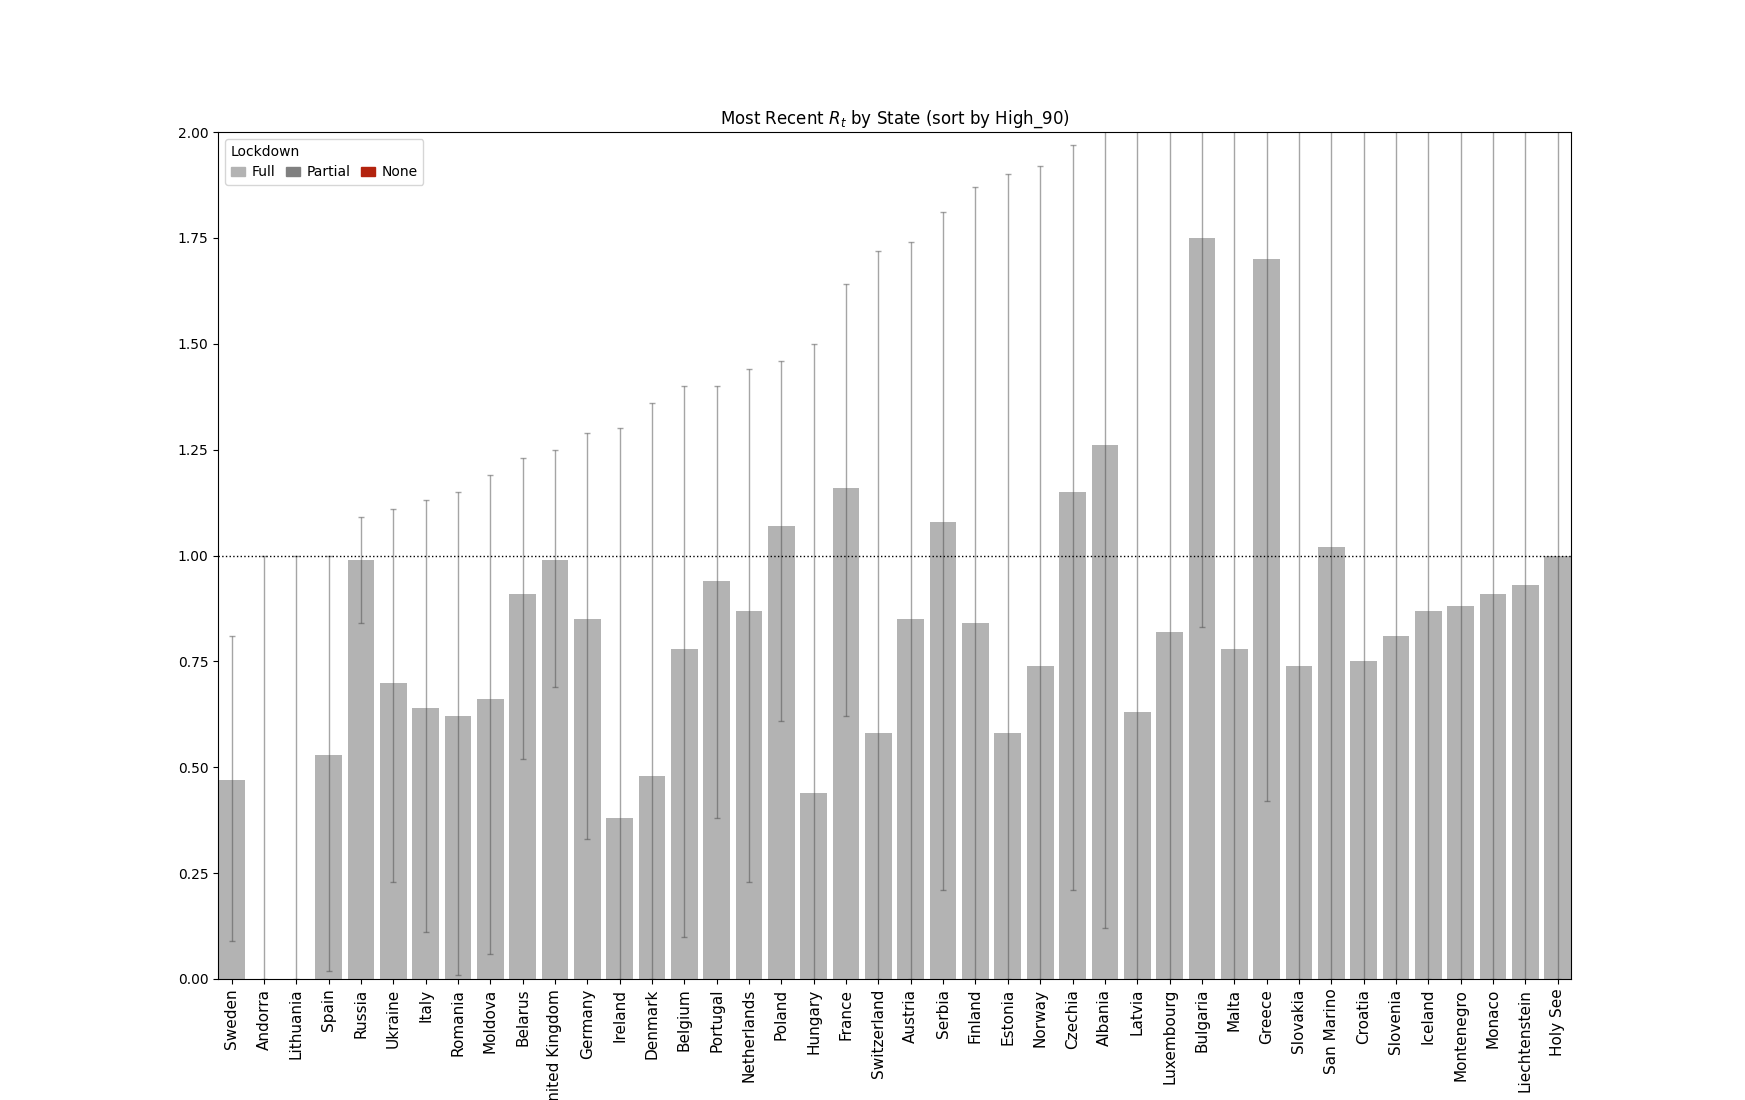 Most Recent R_t by State (sort by High_90)
Lockdown
Full Partial None
2.00
1.75
1.50
1.25
1.00
0.75
0.50
0.25
0.00
Sweden
Andorra
Lithuania
Spain
Russia
Ukraine
Italy
Romania
Moldova
Belarus
nited Kingdom
Germany
Ireland
Denmark
Belgium
Portugal
Netherlands
Poland
Hungary
France
Switzerland
Austria
Serbia
Finland
Estonia
Norway
Czechia
Albania
Latvia
Luxembourg
Bulgaria
Malta
Greece
Slovakia
San Marino
Croatia
Slovenia
Iceland
Montenegro
Monaco
Liechtenstein
Holy See